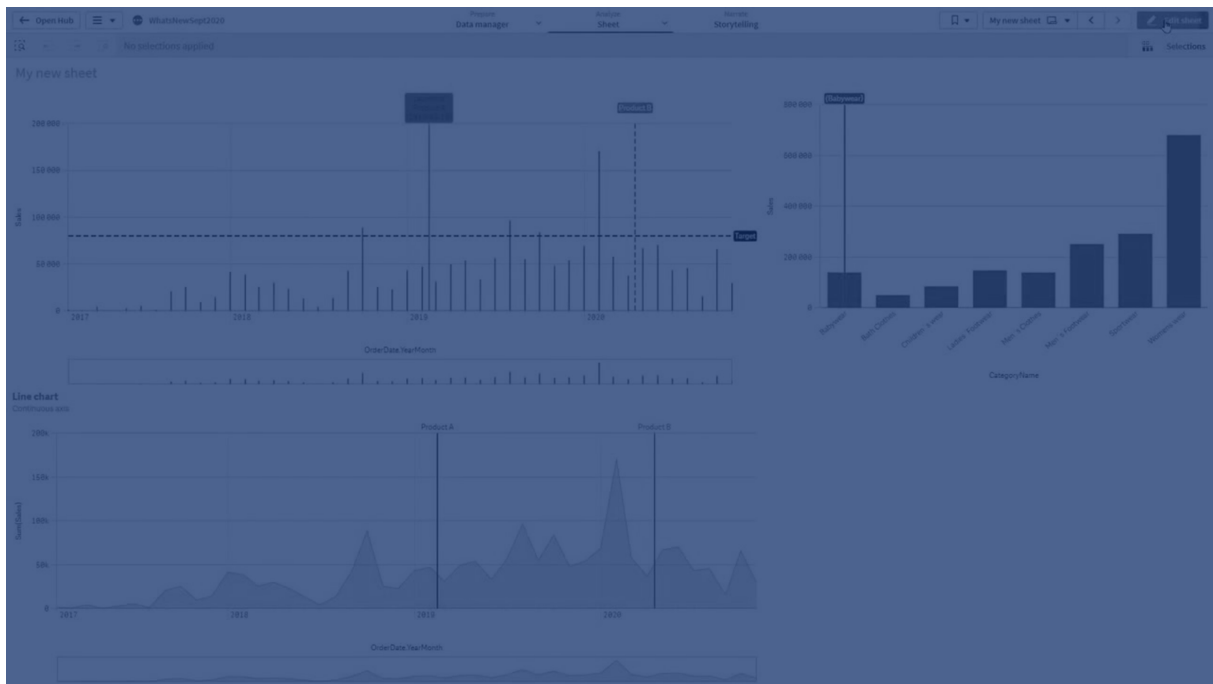 Open Hub
WhatsNewSept2020
Prepare
Data manager
Analyze
Sheet
Narrate
Storytelling
My new sheet
Edit sheet
No selections applied
Selections
My new sheet
Product B
200 000
150 000
100 000
50 000
0
Sales
Target
2017
2018
2019
2020
OrderDate.YearMonth
(Babywear)
800 000
600 000
400 000
200 000
0
Sales
Babywear
Bath Clothes
Children´s wear
Ladies´Footwear
Men´s Clothes
Men´s Footwear
Sportwear
Womens wear
CategoryName
Line chart
Continuous axis
Product A
Product B
200k
150k
100k
50k
0
Sum(Sales)
2017
2018
2019
2020
OrderDate.YearMonth